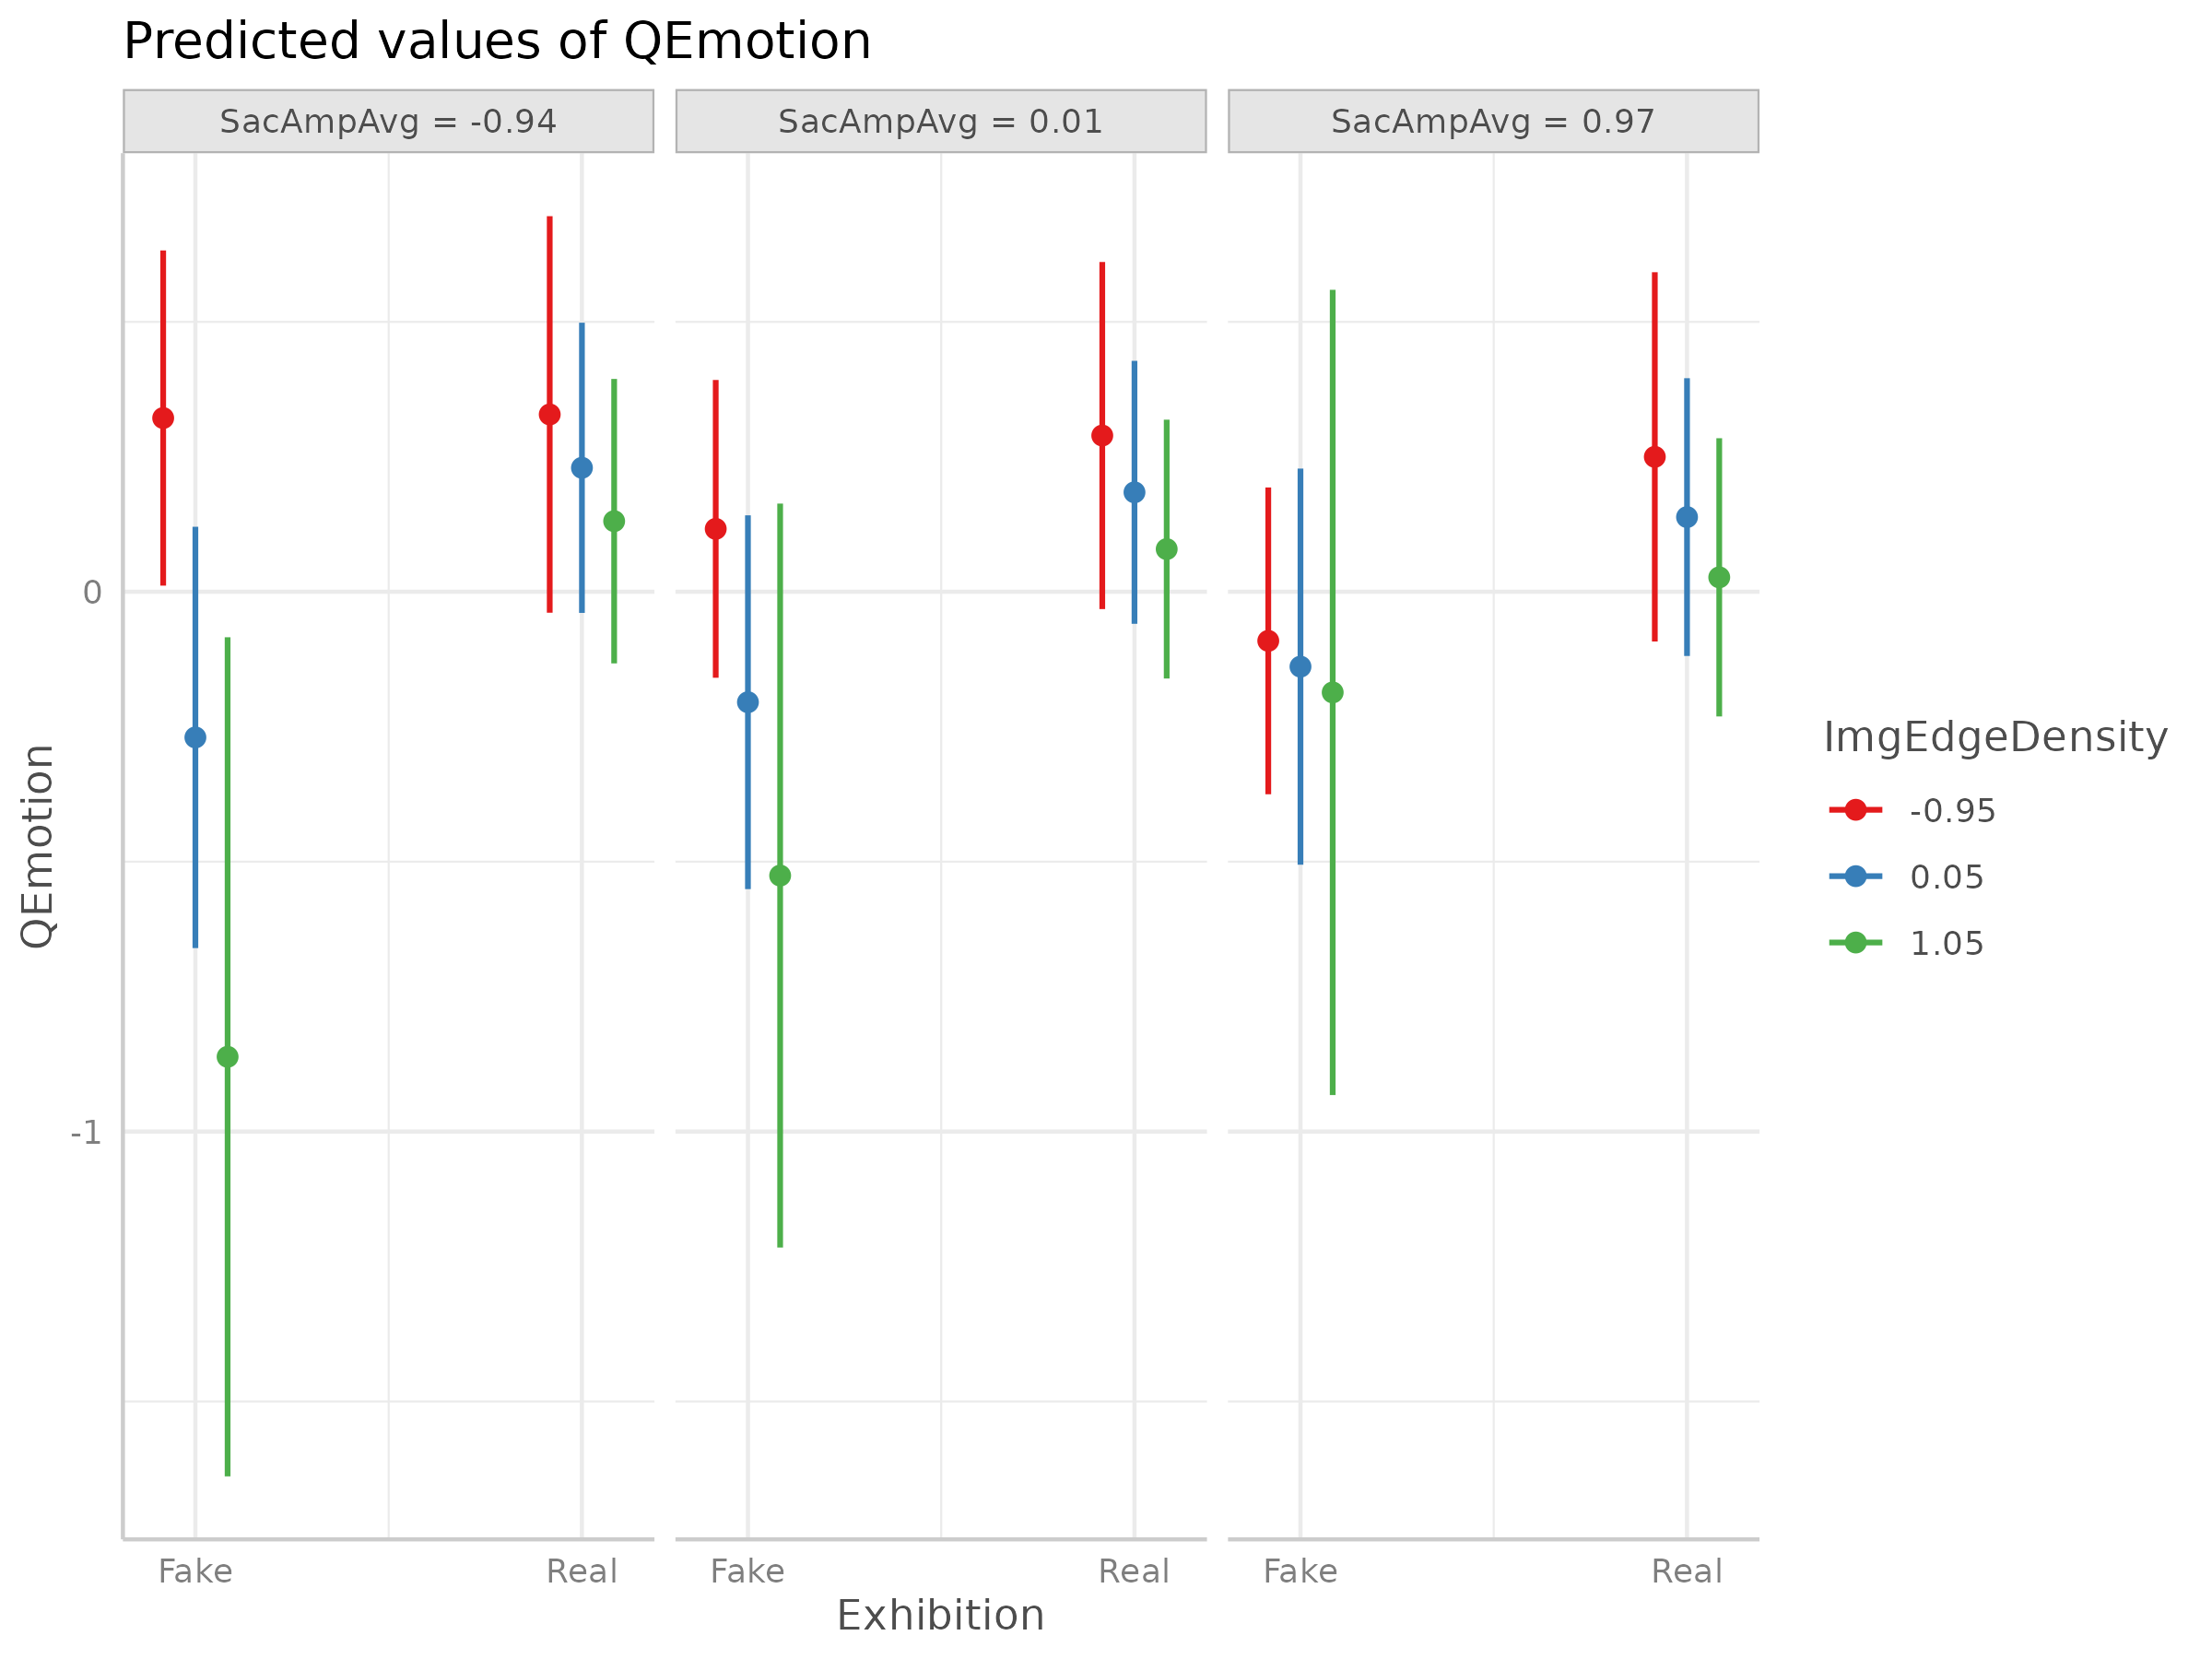 Predicted values of QEmotion
SacAmpAvg = -0.94
SacAmpAvg = 0.01
SacAmpAvg = 0.97
QEmotion
0
-1
Fake
Real
Fake
Real
Fake
Real
Exhibition
ImgEdgeDensity
-0.95
0.05
1.05